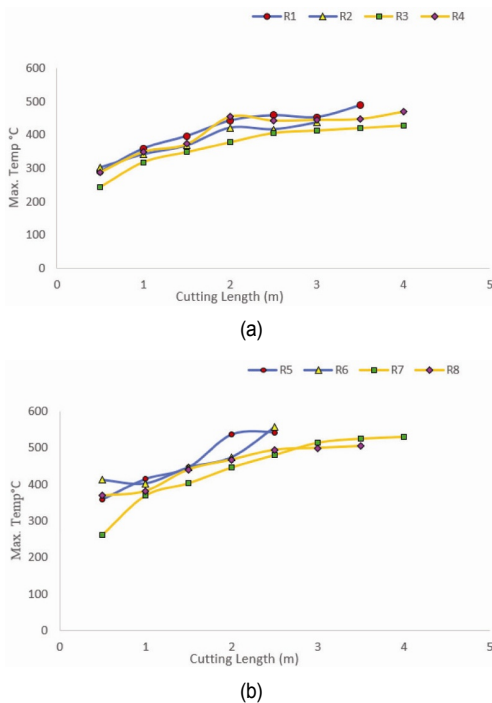 R1 R2 R3 R4
600
500
400
300
200
100
0
Max. Temp °C
0 1 2 3 4 5
Cutting Length (m)
(a)
R5 R6 R7 R8
600
500
400
300
200
100
0
Max. Temp°C
0 1 2 3 4 5
Cutting Length (m)
(b)